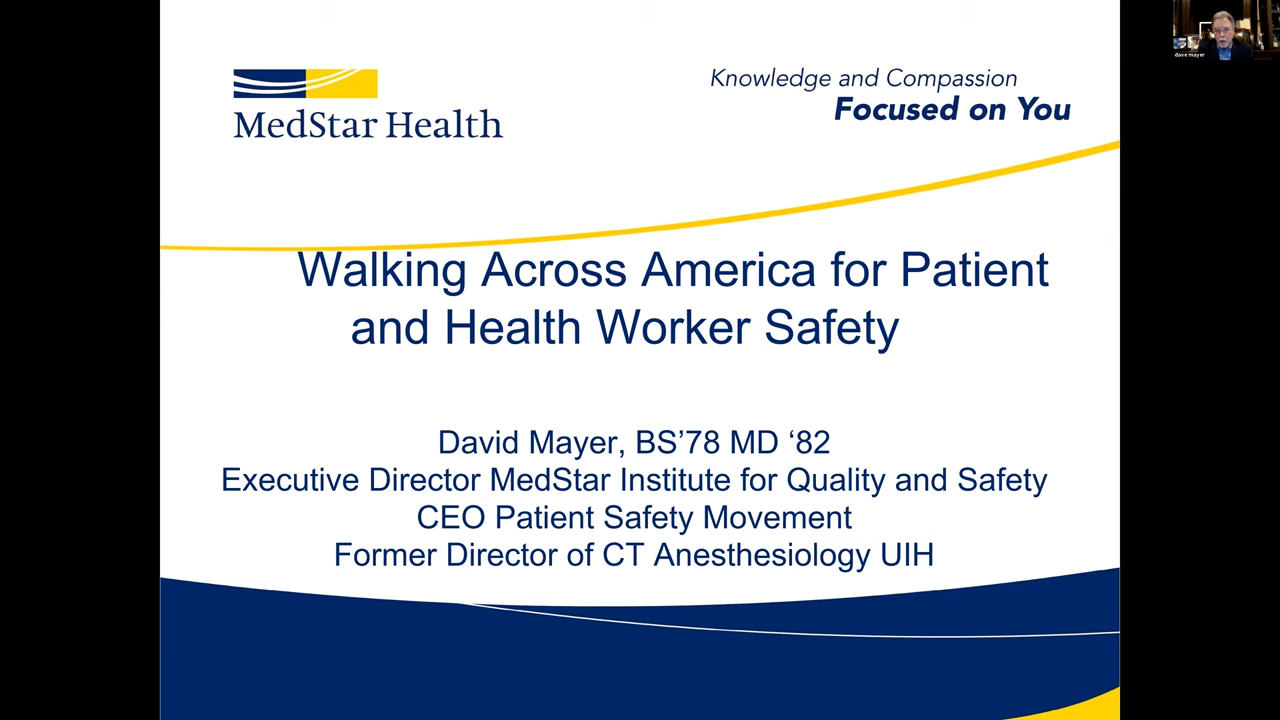 MedStar Health
Knowledge and Compassion
Focused on You
dave mayer
Walking Across America for Patient
and Health Worker Safety
David Mayer, BS’78 MD ‘82
Executive Director MedStar Institute for Quality and Safety
CEO Patient Safety Movement
Former Director of CT Anesthesiology UIH